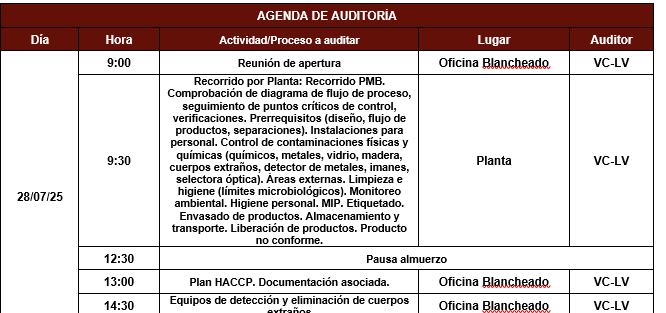 AGENDA DE AUDITORÍA
Día Hora Actividad/Proceso a auditar Lugar Auditor
9:00 Reunión de apertura Oficina Blancheado VC-LV
Recorrido por Planta: Recorrido PMB.
Comprobación de diagrama de flujo de proceso,
seguimiento de puntos críticos de control,
verificaciones. Prerrequisitos (diseño, flujo de
productos, separaciones). Instalaciones para
personal. Control de contaminaciones físicas y
químicas (químicos, metales, vidrio, madera,
cuerpos extraños, detector de metales, imanes,
selectora óptica). Áreas externas. Limpieza e
higiene (límites microbiológicos). Monitoreo
ambiental. Higiene personal. MIP. Etiquetado.
Envasado de productos. Almacenamiento y
transporte. Liberación de productos. Producto
no conforme.
9:30 Planta VC-LV
28/07/25
12:30 Pausa almuerzo
13:00 Plan HACCP. Documentación asociada. Oficina Blancheado VC-LV
14:30 Equipos de detección y eliminación de cuerpos Oficina Blancheado VC-LV
extraños